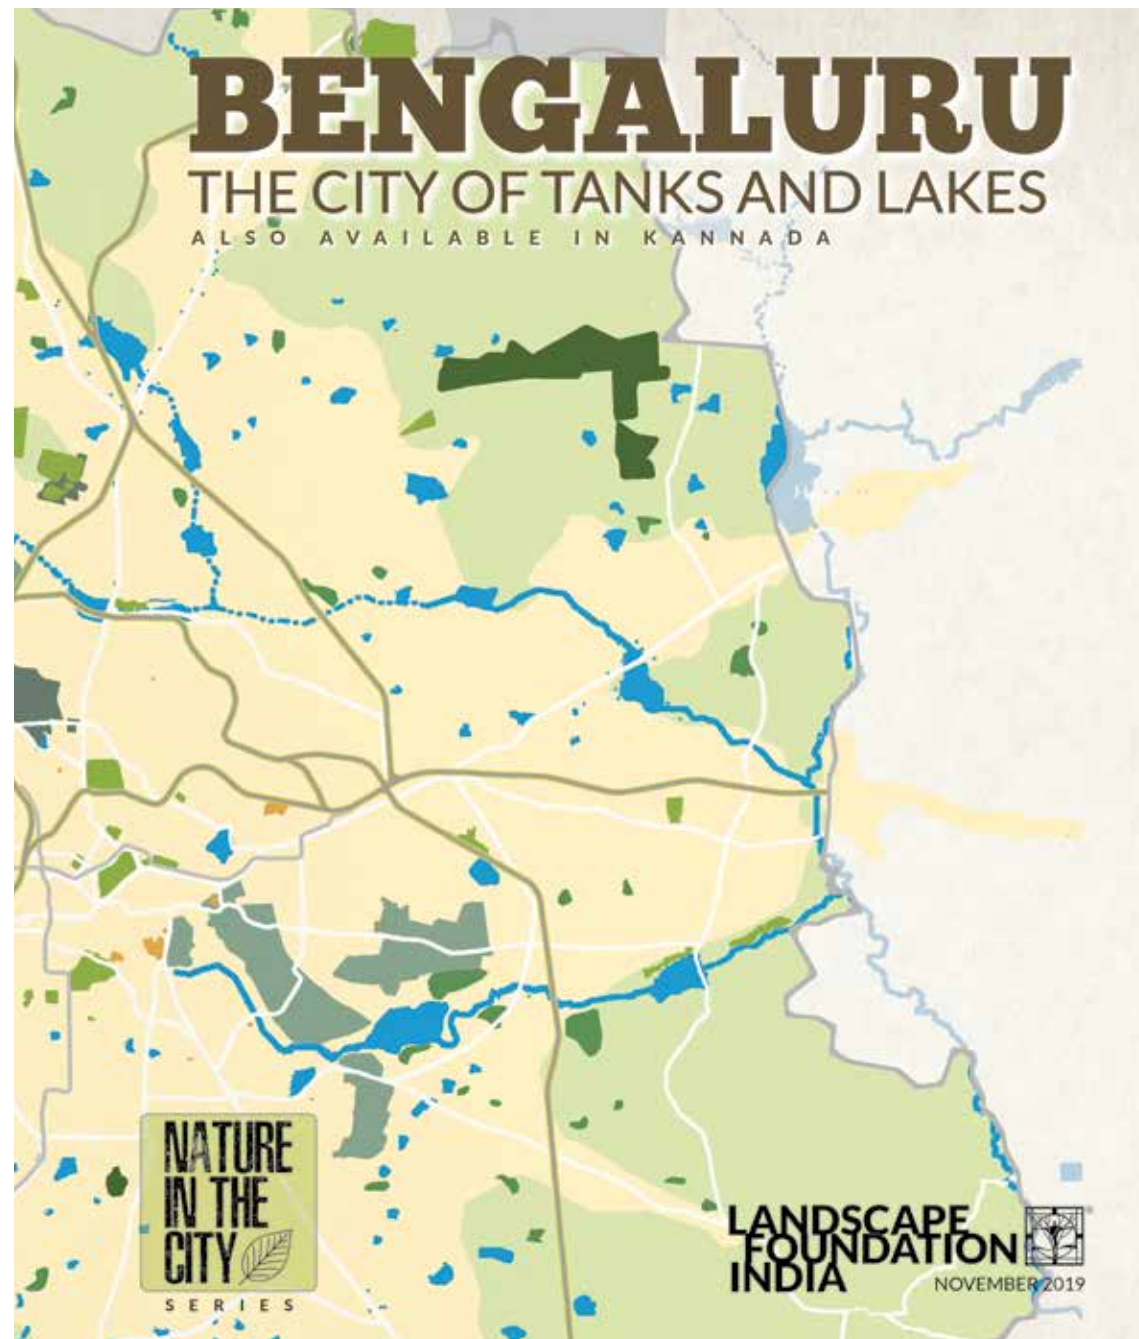 BENGALURU
THE CITY OF TANKS AND LAKES
ALSO AVAILABLE IN KANNADA
NATURE
IN THE
CITY
SERIES
LANDSCAPE
FOUNDATION
INDIA
NOVEMBER 2019